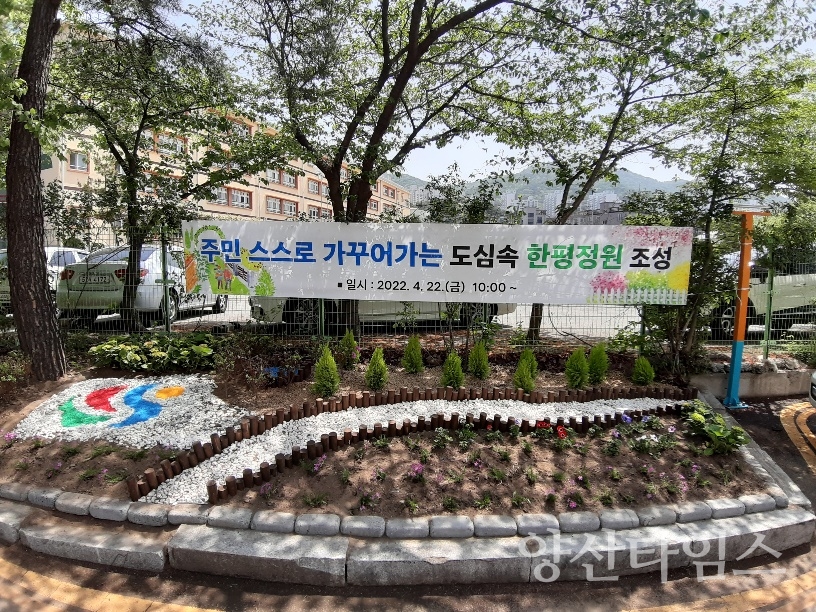 주민 스스로 가꾸어가는 도심속 한평정원 조성
■ 일시 : 2022. 4. 22.(금) 10:00 ~
양산타임스